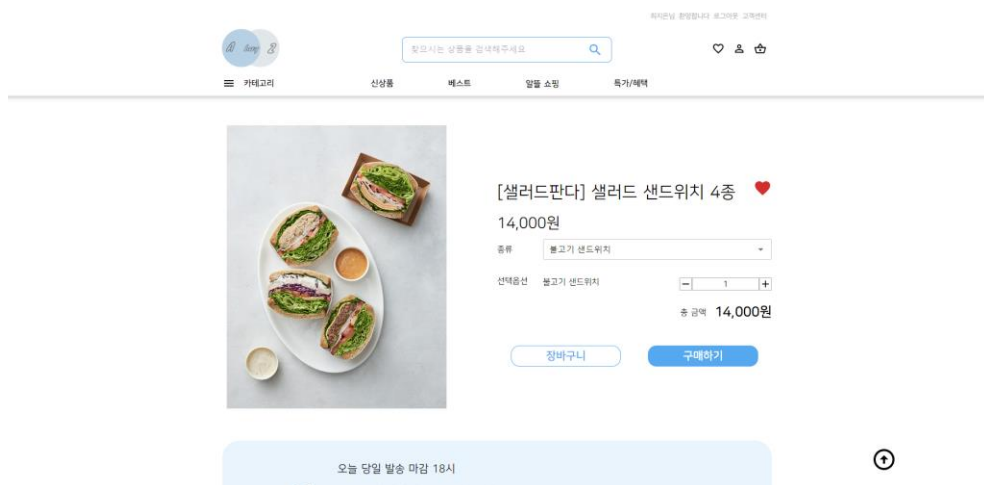 환영합니다 로그아웃 고객센터
찾으시는 상품을 검색해주세요
카테고리 신상품 베스트 알뜰 쇼핑 특가/혜택
[샐러드판다] 샐러드 샌드위치 4종
14,000원
종류 불고기 샌드위치
선택옵션 불고기 샌드위치 - 1 +
총 금액 14,000원
장바구니 구매하기
오늘 당일 발송 마감 18시